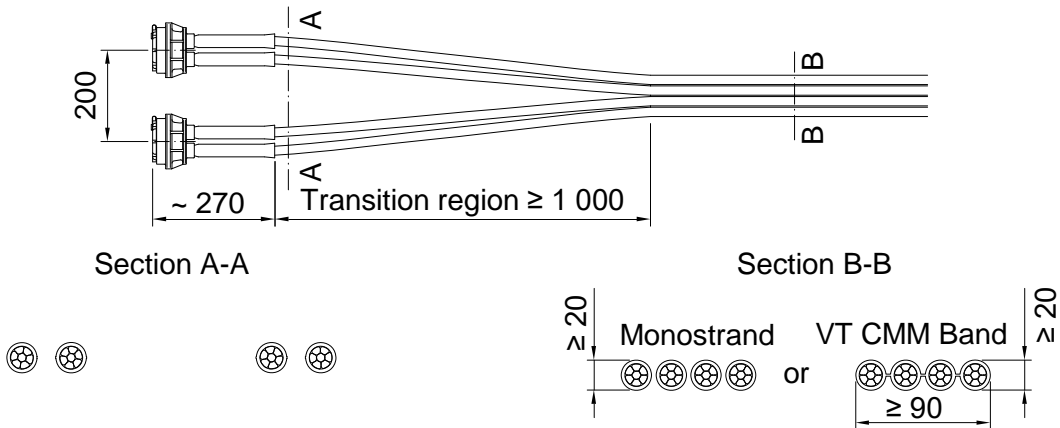 A
B
200
B
A
~ 270
Transition region ≥ 1 000
Section A-A
Section B-B
≥ 20
Monostrand
or
VT CMM Band
≥ 20
≥ 90